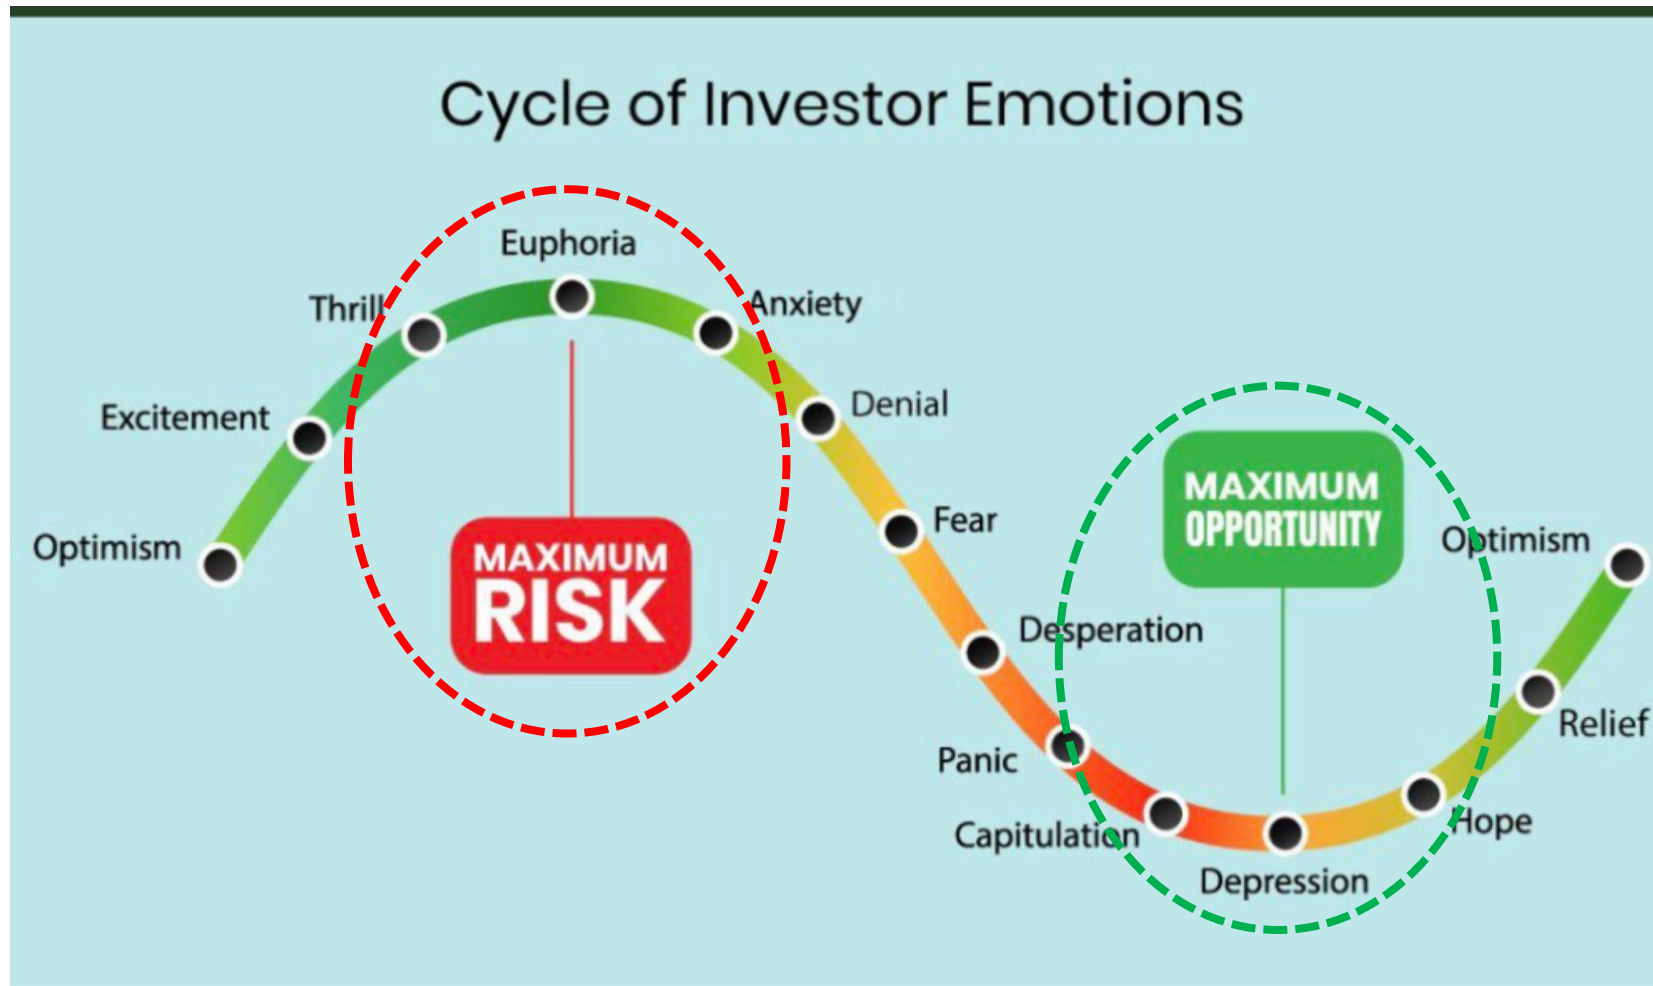 Cycle of Investor Emotions
Euphoria
Thrill
Anxiety
Excitement
Denial
Optimism
MAXIMUM
RISK
Fear
MAXIMUM
OPPORTUNITY
Optimism
Desperation
Panic
Relief
Capitulation
Hope
Depression